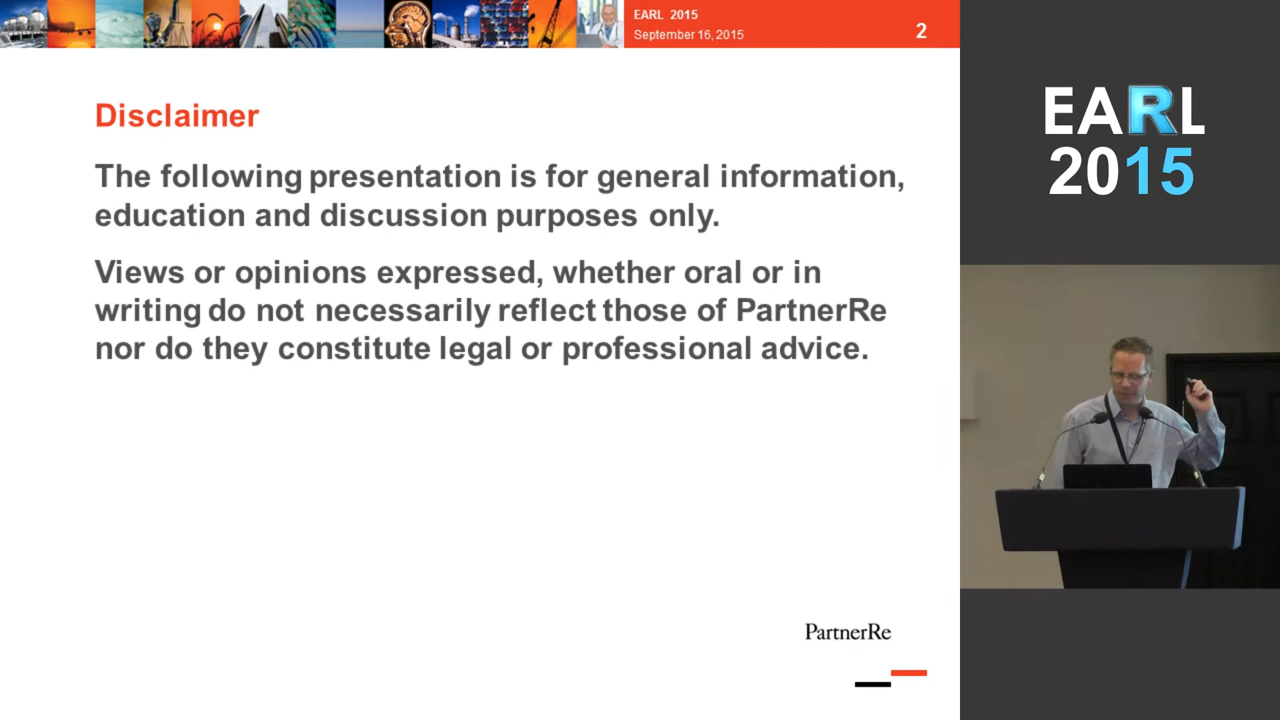 EARL 2015
September 16, 2015
2
Disclaimer
The following presentation is for general information,
education and discussion purposes only.
Views or opinions expressed, whether oral or in
writing do not necessarily reflect those of PartnerRe
nor do they constitute legal or professional advice.
PartnerRe
EARL
2015